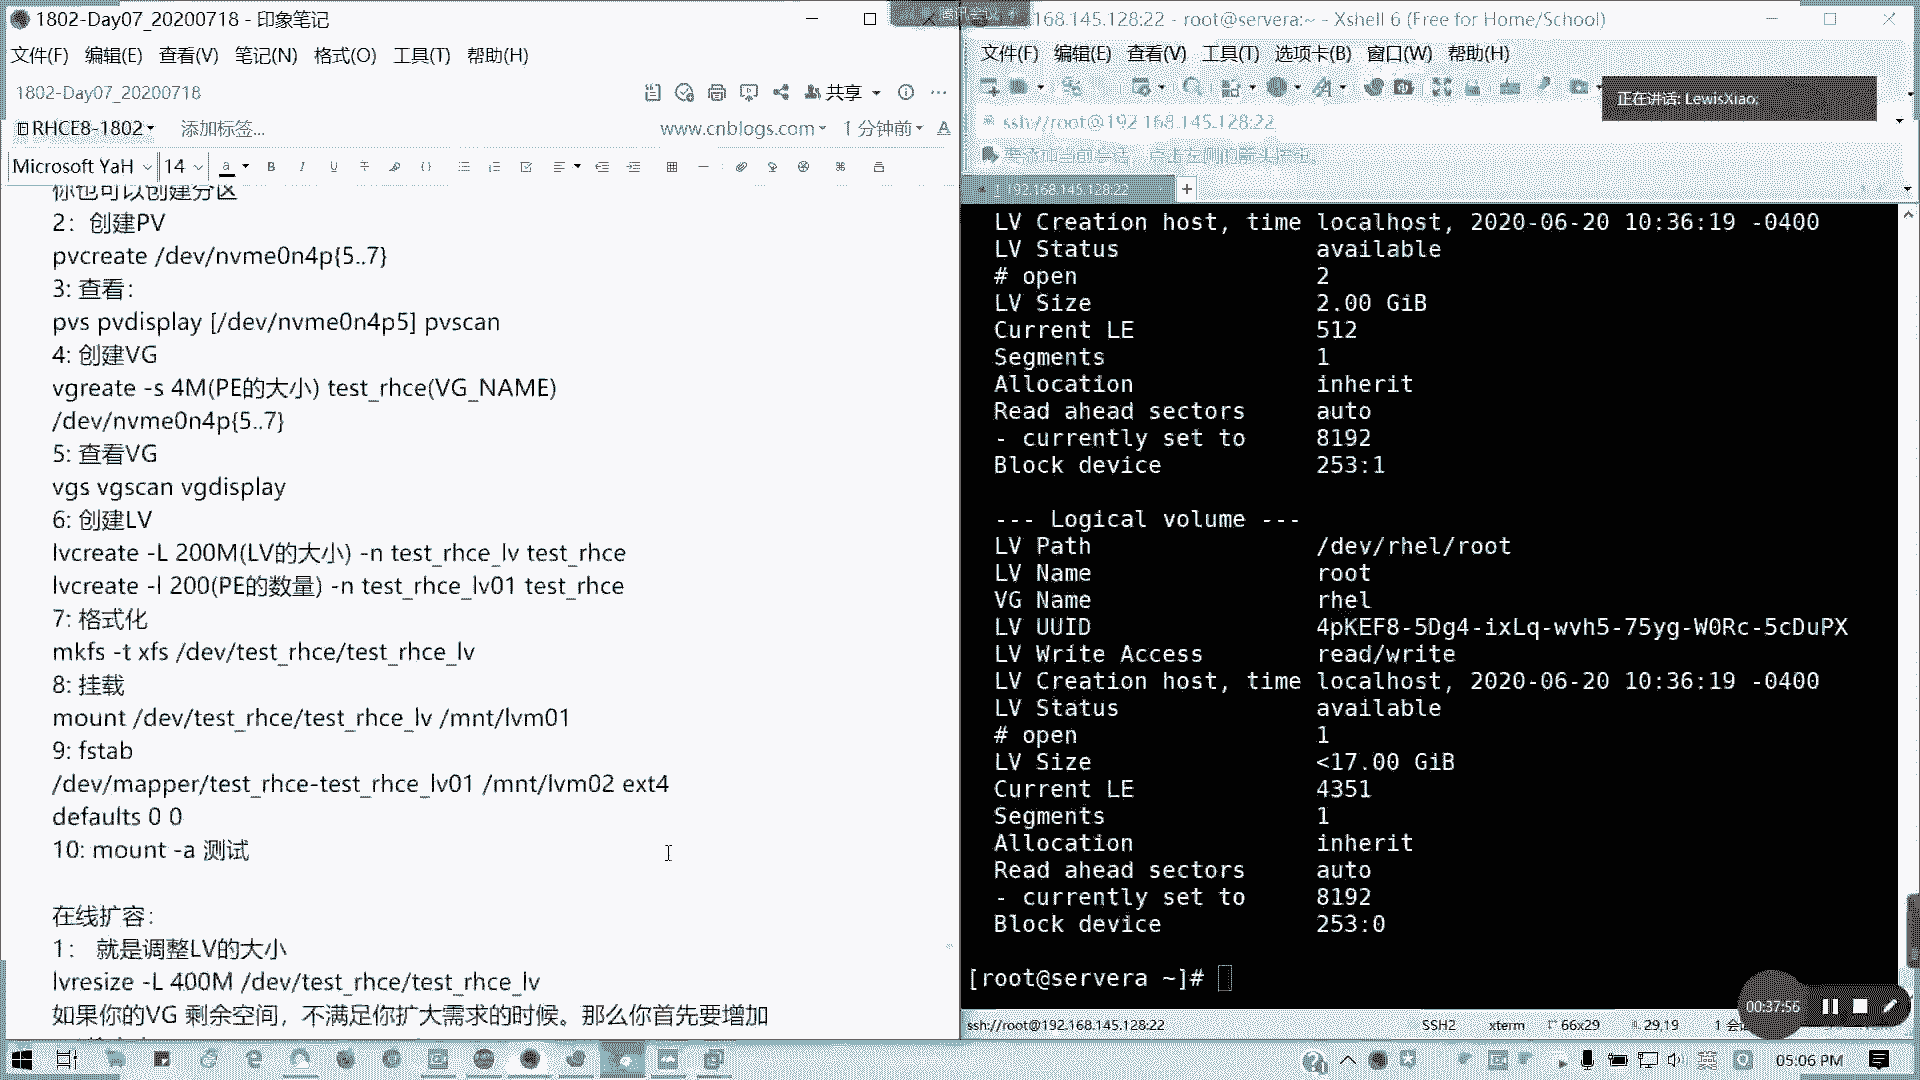 1802-Day07_20200718 - 印象笔记
文件(F) 编辑(E) 查看(V) 笔记(N) 格式(O) 工具(T) 帮助(H)
1802-Day07_20200718
共享
RHCE8-1802 添加标签...
www.cnblogs.com 1 分钟前
Microsoft YaH 14
你也可以创建分区
2：创建PV
pvcreate /dev/nvme0n4p{5..7}
3: 查看：
pvs pvdisplay [/dev/nvme0n4p5] pvscan
4: 创建VG
vgreate -s 4M(PE的大小) test_rhce(VG_NAME)
/dev/nvme0n4p{5..7}
5: 查看VG
vgs vgscan vgdisplay
6: 创建LV
lvcreate -L 200M(LV的大小) -n test_rhce_lv test_rhce
lvcreate -l 200(PE的数量) -n test_rhce_lv01 test_rhce
7: 格式化
mkfs -t xfs /dev/test_rhce/test_rhce_lv
8: 挂载
mount /dev/test_rhce/test_rhce_lv /mnt/lvm01
9: fstab
/dev/mapper/test_rhce-test_rhce_lv01 /mnt/lvm02 ext4
defaults 0 0
10: mount -a 测试
在线扩容：
1： 就是调整LV的大小
lvresize -L 400M /dev/test_rhce/test_rhce_lv
如果你的VG 剩余空间，不满足你扩大需求的时候。那么你首先要增加
168.145.128:22 - root@servera:~ - Xshell 6 (Free for Home/School)
文件(F) 编辑(E) 查看(V) 工具(T) 选项卡(B) 窗口(W) 帮助(H)
正在讲话: LewisXiao;
ssh://root@192.168.145.128:22
1 192.168.145.128:22
LV Creation host, time localhost, 2020-06-20 10:36:19 -0400
LV Status available
# open 2
LV Size 2.00 GiB
Current LE 512
Segments 1
Allocation inherit
Read ahead sectors auto
- currently set to 8192
Block device 253:1
--- Logical volume ---
LV Path /dev/rhel/root
LV Name root
VG Name rhel
LV UUID 4pKEF8-5Dg4-ixLq-wvh5-75yg-W0Rc-5cDuPX
LV Write Access read/write
LV Creation host, time localhost, 2020-06-20 10:36:19 -0400
LV Status available
# open 1
LV Size <17.00 GiB
Current LE 4351
Segments 1
Allocation inherit
Read ahead sectors auto
- currently set to 8192
Block device 253:0
[root@servera ~]#
00:37:56
ssh://root@192.168.145.128:22 SSH2 xterm 66x29 29,19
05:06 PM